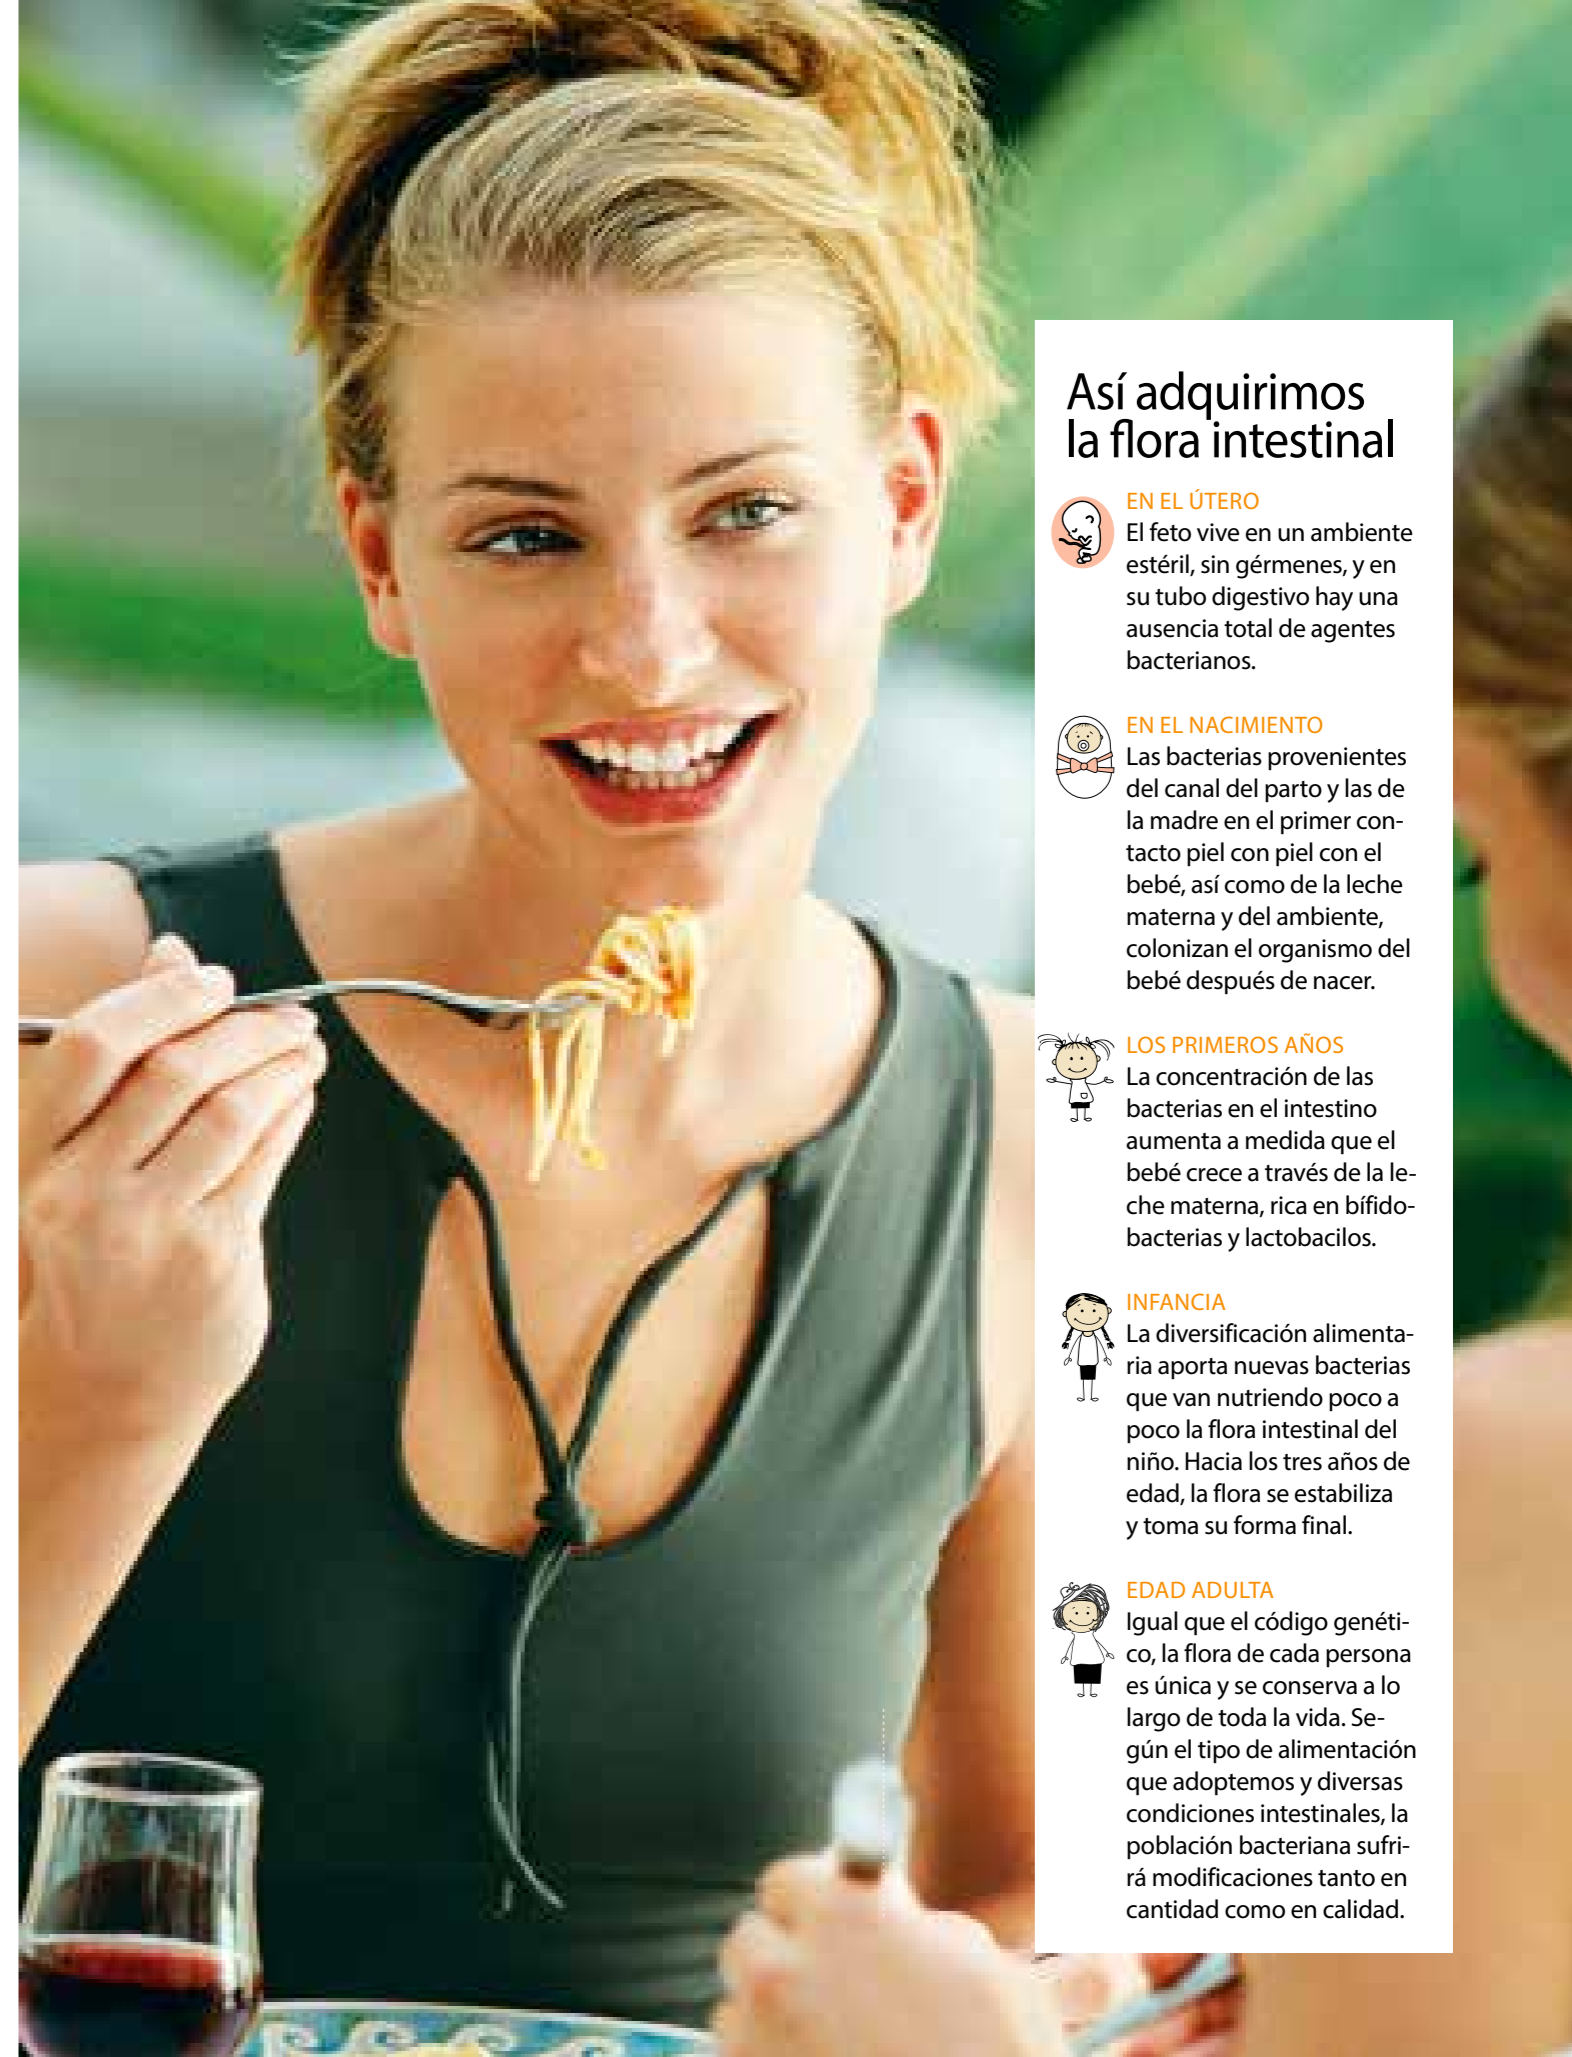 Así adquirimos
la flora intestinal
EN EL ÚTERO
El feto vive en un ambiente
estéril, sin gérmenes, y en
su tubo digestivo hay una
ausencia total de agentes
bacterianos.
EN EL NACIMIENTO
Las bacterias provenientes
del canal del parto y las de
la madre en el primer con-
tacto piel con piel con el
bebé, así como de la leche
materna y del ambiente,
colonizan el organismo del
bebé después de nacer.
LOS PRIMEROS AÑOS
La concentración de las
bacterias en el intestino
aumenta a medida que el
bebé crece a través de la le-
che materna, rica en bífido-
bacterias y lactobacilos.
INFANCIA
La diversificación alimenta-
ria aporta nuevas bacterias
que van nutriendo poco a
poco la flora intestinal del
niño. Hacia los tres años de
edad, la flora se estabiliza
y toma su forma final.
EDAD ADULTA
Igual que el código genéti-
co, la flora de cada persona
es única y se conserva a lo
largo de toda la vida. Se-
gún el tipo de alimentación
que adoptemos y diversas
condiciones intestinales, la
población bacteriana sufri-
rá modificaciones tanto en
cantidad como en calidad.